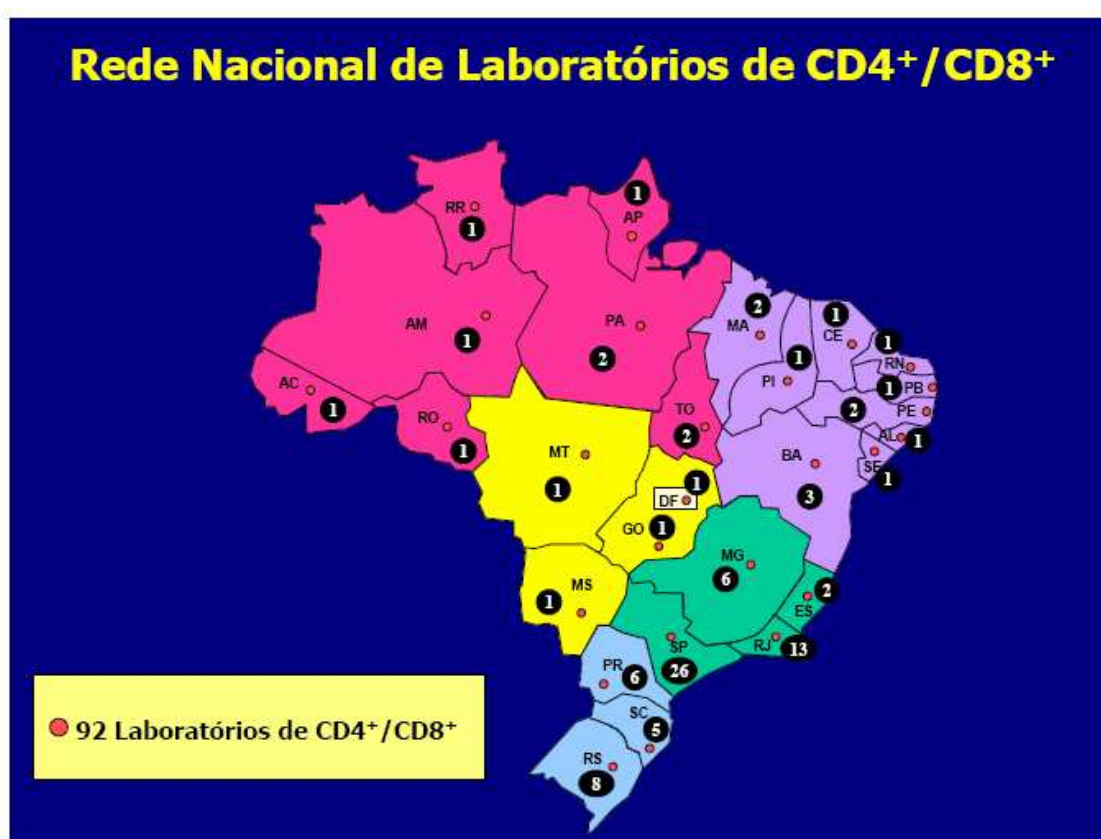 Rede Nacional de Laboratórios de CD4⁺/CD8⁺
RR
1
1
AP
AM
1
PA
2
2
MA
1
CE
1
RN
1
PI
1
PB
2
PE
AL
1
SE
1
AC
1
RO
1
TO
2
MT
1
BA
3
1
DF
GO
1
MG
6
MS
1
2
ES
SP
26
RJ
13
PR
6
SC
5
RS
8
92 Laboratórios de CD4⁺/CD8⁺